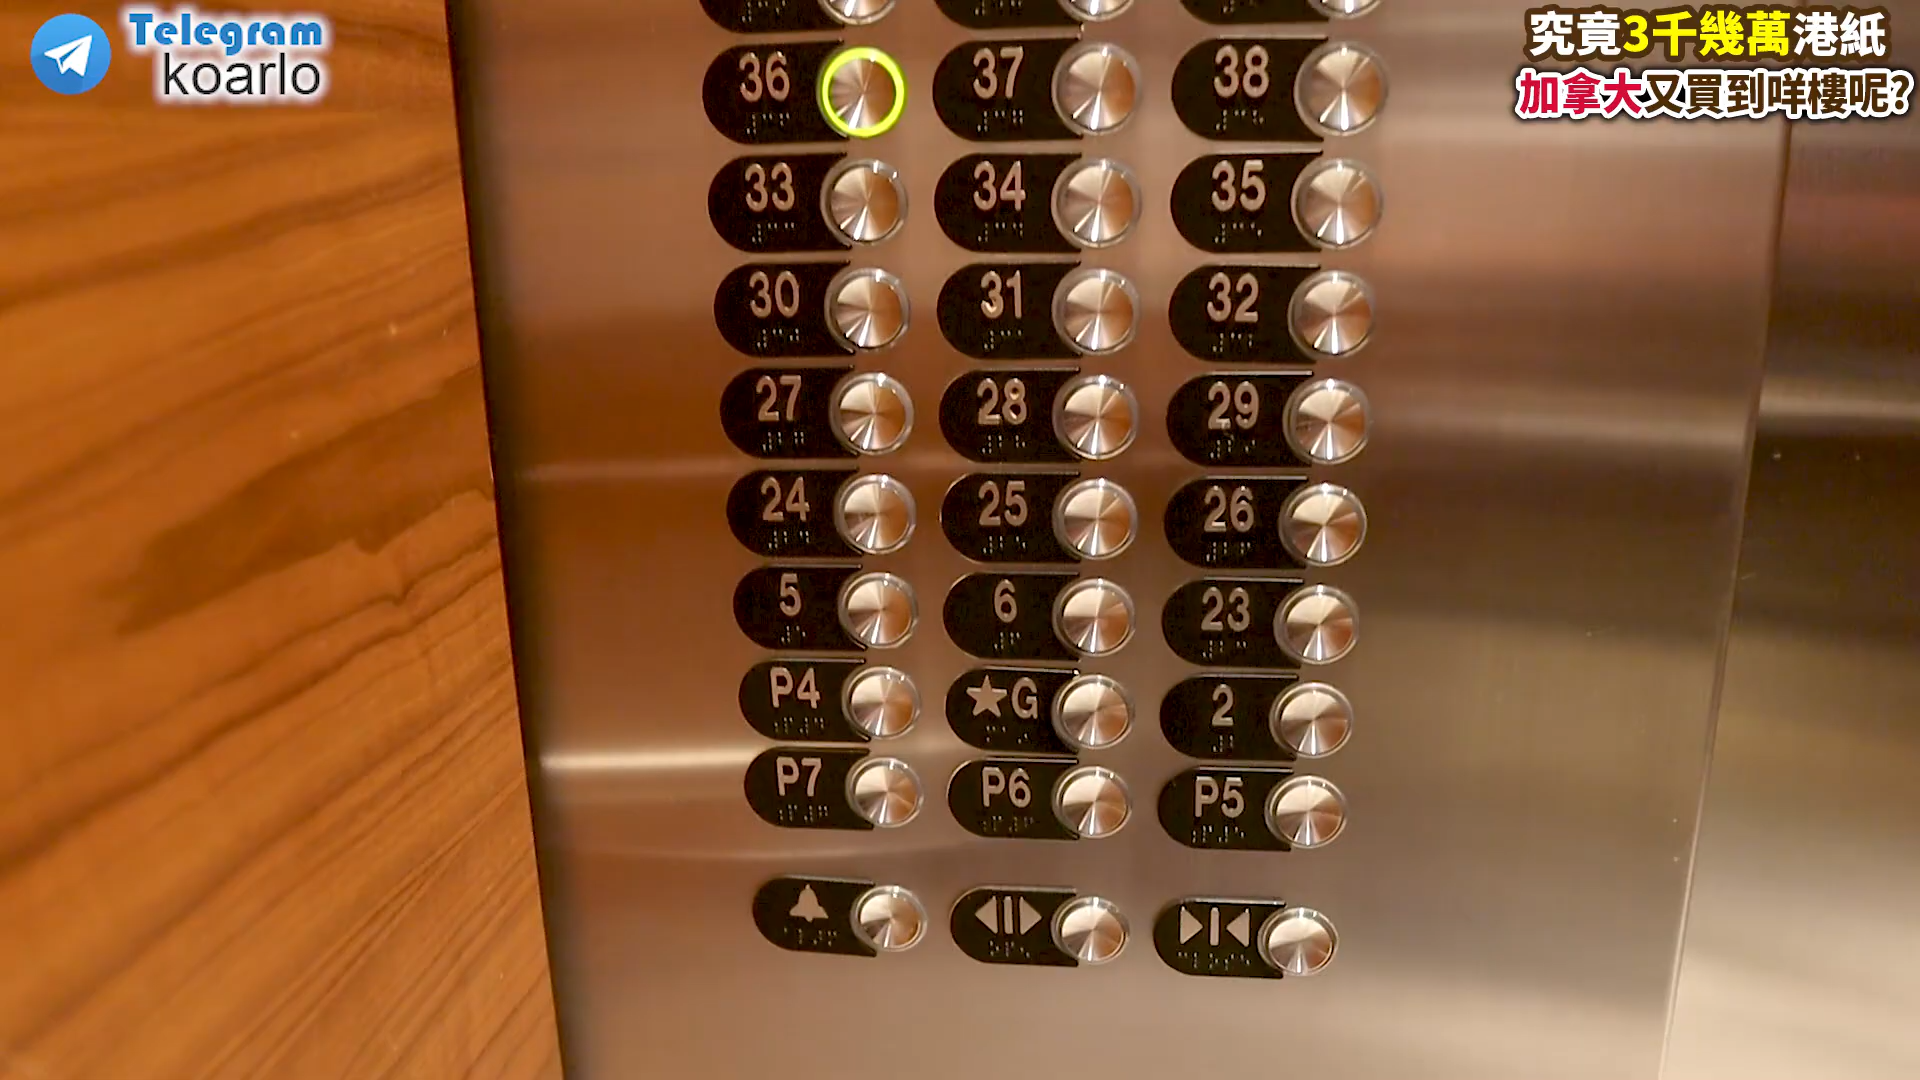 Telegram
koarlo
究竟3千幾萬港紙
加拿大又買到咩樓呢?
36 37 38
33 34 35
30 31 32
27 28 29
24 25 26
5 6 23
P4 ★G 2
P7 P6 P5